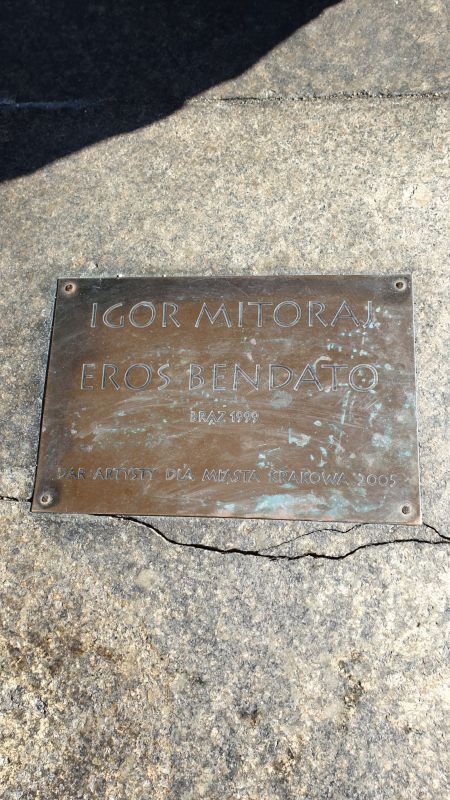 IGOR MITORAJ
EROS BENDATO
BRĄZ 1999
DAR ARTYSTY DLA MIASTA KRAKOWA 2005